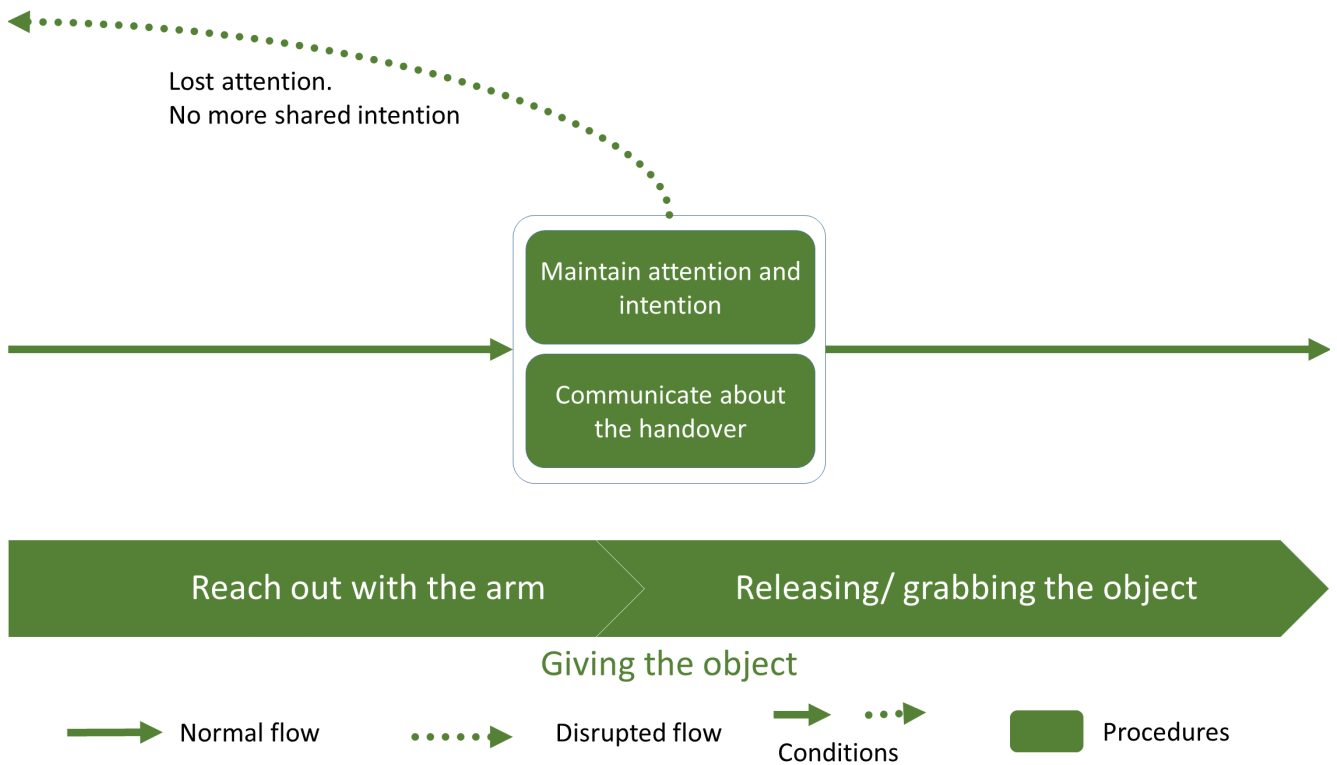 Lost attention.
No more shared intention
Maintain attention and
intention
Communicate about
the handover
Reach out with the arm
Releasing/ grabbing the object
Giving the object
Normal flow
Disrupted flow
Conditions
Procedures